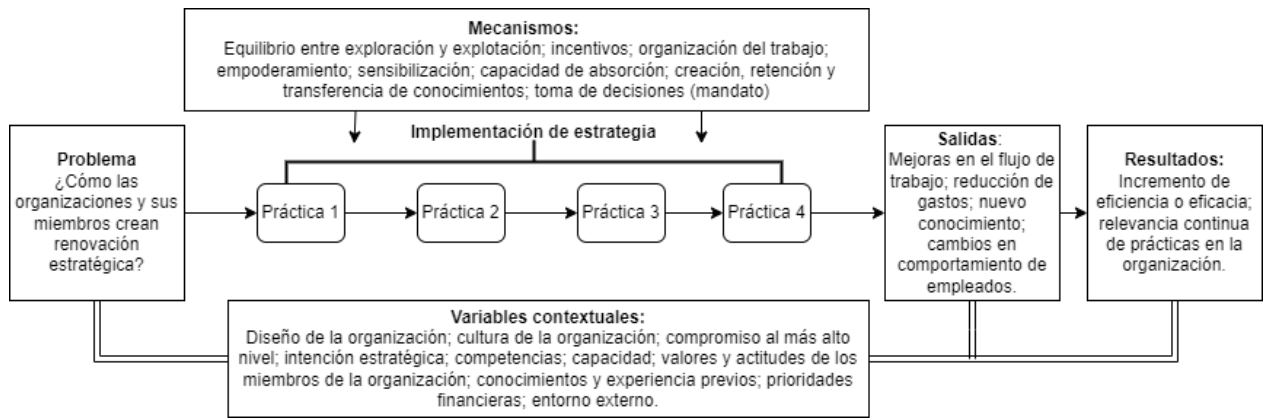 Mecanismos:
Equilibrio entre exploración y explotación; incentivos; organización del trabajo;
empoderamiento; sensibilización; capacidad de absorción; creación, retención y
transferencia de conocimientos; toma de decisiones (mandato)
Implementación de estrategia
Problema
¿Cómo las
organizaciones y sus
miembros crean
renovación
estratégica?
Práctica 1
Práctica 2
Práctica 3
Práctica 4
Salidas:
Mejoras en el flujo de
trabajo; reducción de
gastos; nuevo
conocimiento;
cambios en
comportamiento de
empleados.
Resultados:
Incremento de
eficiencia o eficacia;
relevancia continua
de prácticas en la
organización.
Variables contextuales:
Diseño de la organización; cultura de la organización; compromiso al más alto
nivel; intención estratégica; competencias; capacidad; valores y actitudes de los
miembros de la organización; conocimientos y experiencia previos; prioridades
financieras; entorno externo.